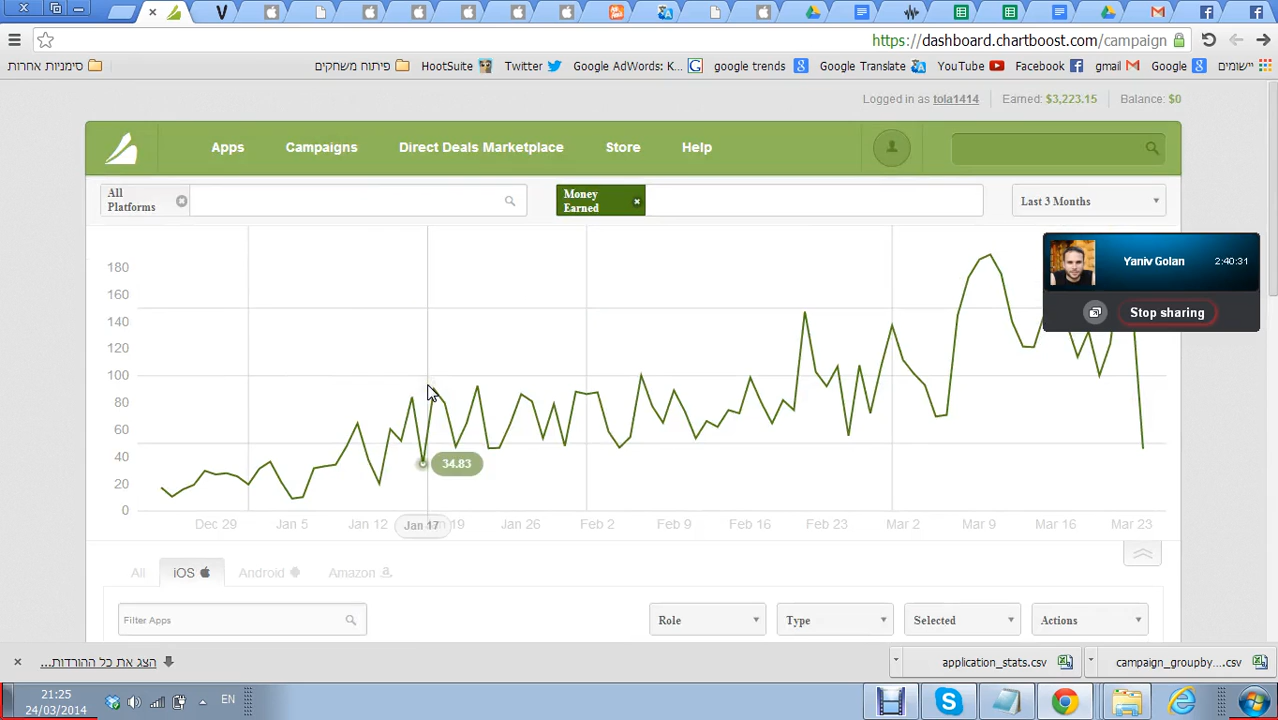 https://dashboard.chartboost.com/campaign
סימניות אחרות
פיתוח משחקים
HootSuite
Twitter
Google AdWords: K...
google trends
Google Translate
YouTube
Facebook
gmail
Google
יישומים
Logged in as tola1414
Earned: $3,223.15
Balance: $0
Apps
Campaigns
Direct Deals Marketplace
Store
Help
All
Platforms
Money
Earned
Last 3 Months
Yaniv Golan
2:40:31
Stop sharing
180
160
140
120
100
80
60
40
20
0
34.83
Dec 29
Jan 5
Jan 12
Jan 17
Jan 26
Feb 2
Feb 9
Feb 16
Feb 23
Mar 2
Mar 9
Mar 16
Mar 23
All
iOS
Android
Amazon
Filter Apps
Role
Type
Selected
Actions
הצג את כל ההורדות...
application_stats.csv
campaign_groupby....csv
21:25
24/03/2014
EN